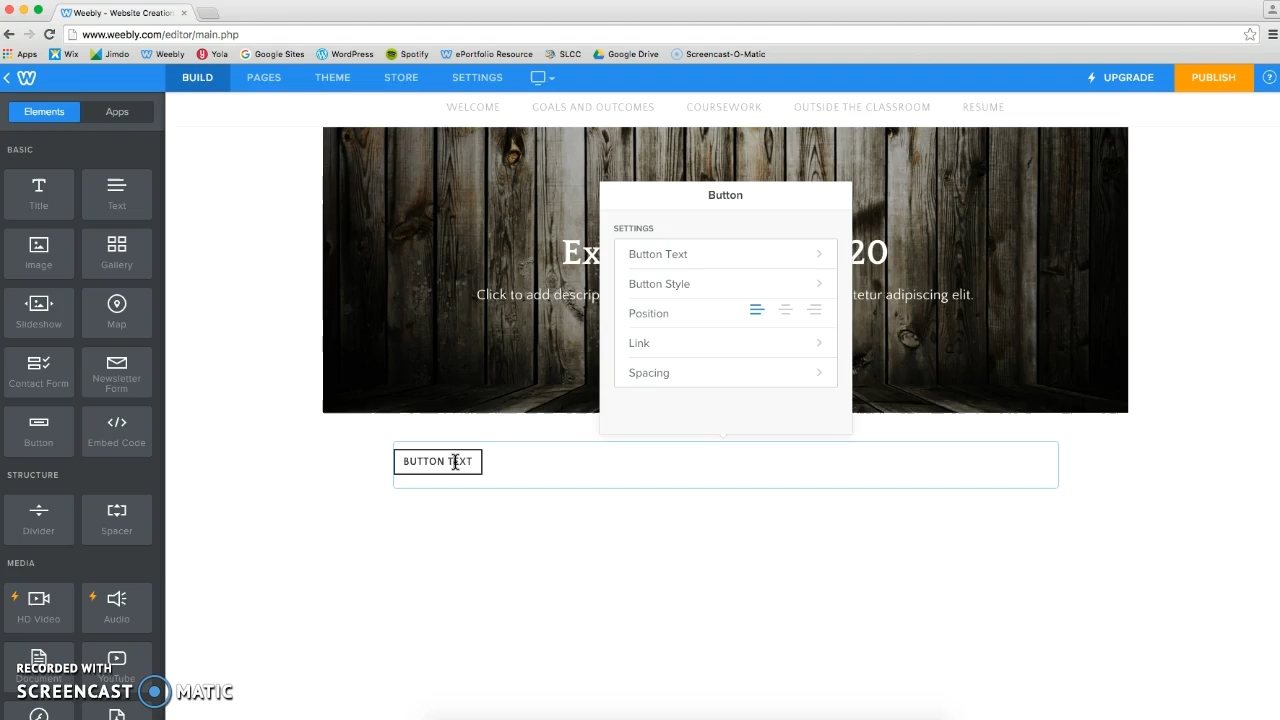 Weebly - Website Creation
www.weebly.com/editor/main.php
Apps Wix Jimdo Weebly Yola Google Sites WordPress Spotify ePortfolio Resource SLCC Google Drive Screencast-O-Matic
BUILD PAGES THEME STORE SETTINGS UPGRADE PUBLISH ?
Elements Apps
WELCOME GOALS AND OUTCOMES COURSEWORK OUTSIDE THE CLASSROOM RESUME
BASIC
Title Text
Image Gallery
Slideshow Map
Contact Form Newsletter Form
Button Embed Code
STRUCTURE
Divider Spacer
MEDIA
HD Video Audio
Document YouTube
Ex 20
Click to add descrip tetur adipiscing elit.
Button
SETTINGS
Button Text
Button Style
Position
Link
Spacing
BUTTON TEXT
RECORDED WITH
SCREENCAST MATIC